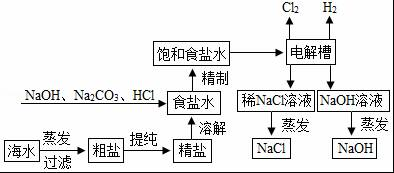 Cl₂ H₂
饱和食盐水 电解槽
精制
NaOH、Na₂CO₃、HCl 食盐水 稀NaCl溶液 NaOH溶液
蒸发 提纯 溶解 蒸发 蒸发
海水 粗盐 精盐 NaCl NaOH
过滤